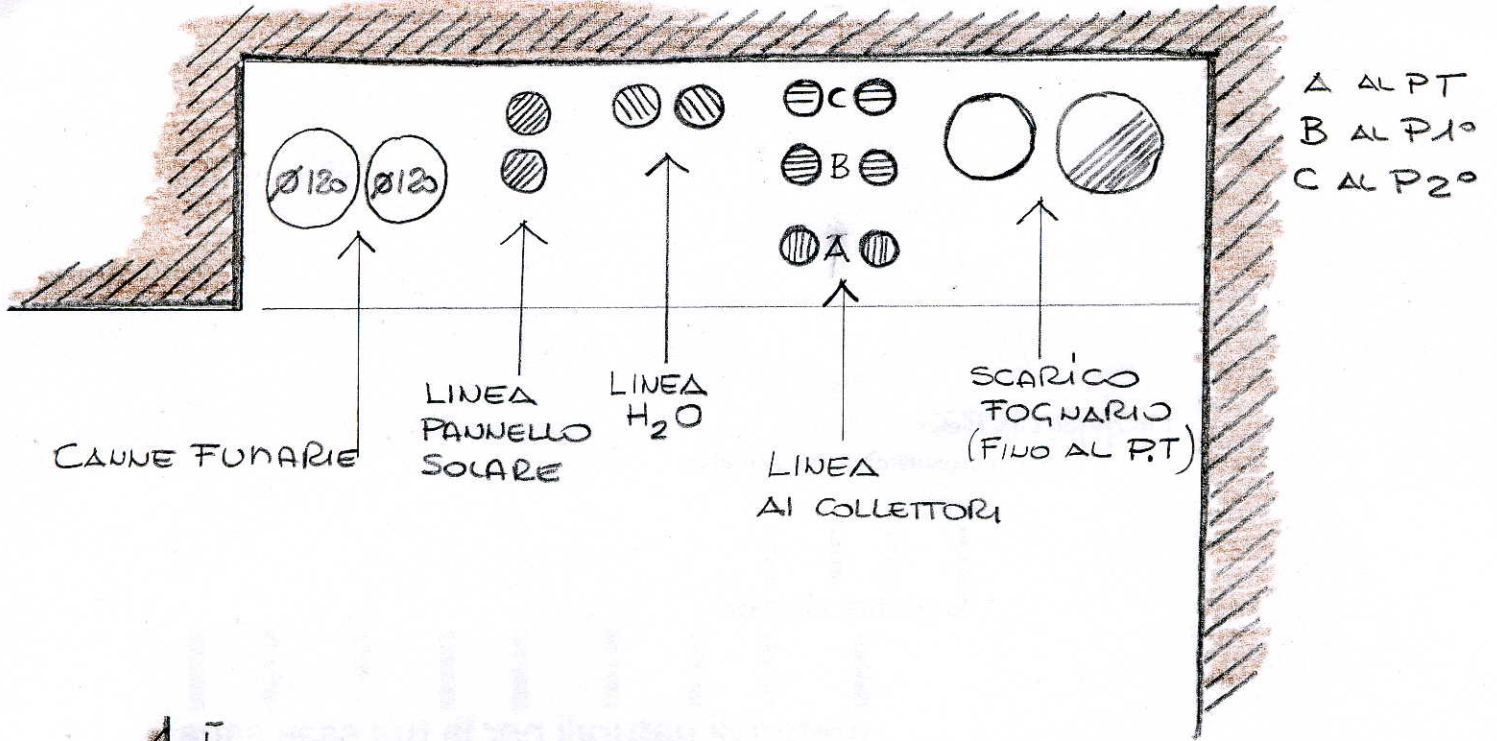 A AL PT
B AL P1°
C AL P2°
C
B
A
Ø120 Ø120
CANNE FUMARIE
LINEA
PANNELLO
SOLARE
LINEA
H2O
LINEA
AI COLLETTORI
SCARICO
FOGNARIO
(FINO AL P.T)